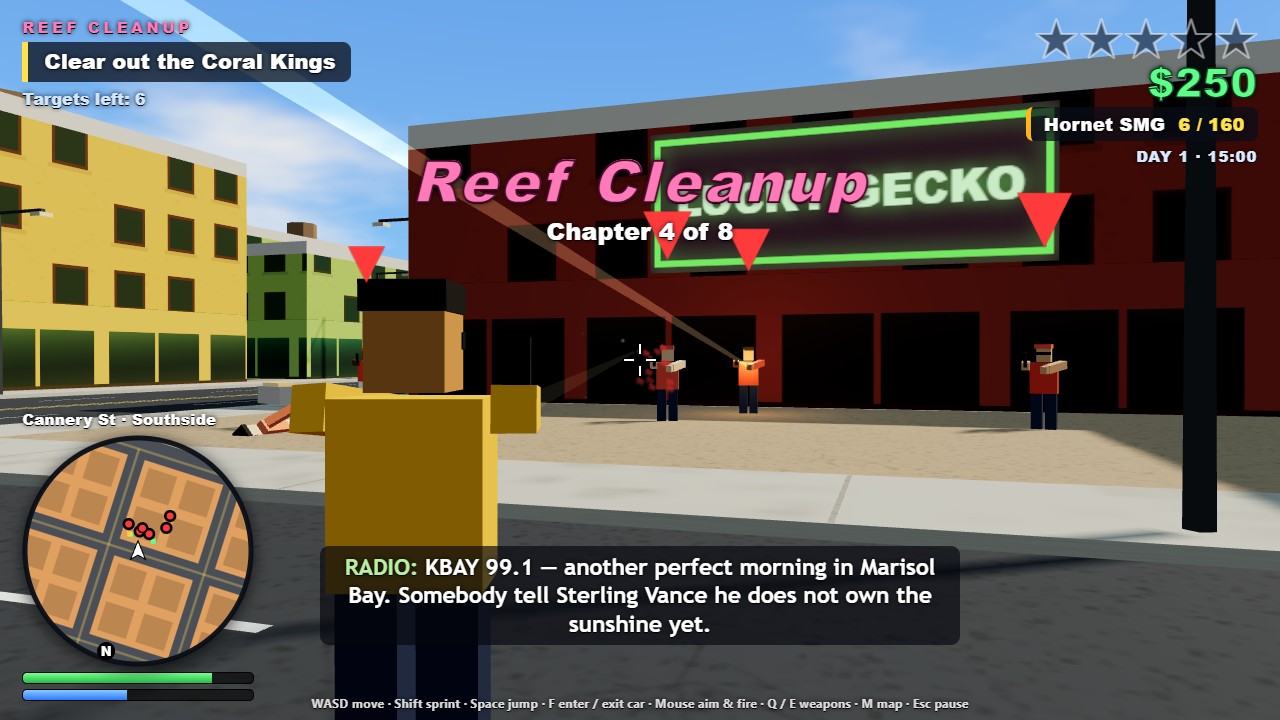 REEF CLEANUP
Clear out the Coral Kings
Targets left: 6
$250
Hornet SMG 6 / 160
DAY 1 · 15:00
LUCKY GECKO
Reef Cleanup
Chapter 4 of 8
Cannery St · Southside
N
RADIO: KBAY 99.1 — another perfect morning in Marisol
Bay. Somebody tell Sterling Vance he does not own the
sunshine yet.
WASD move · Shift sprint · Space jump · F enter / exit car · Mouse aim & fire · Q / E weapons · M map · Esc pause